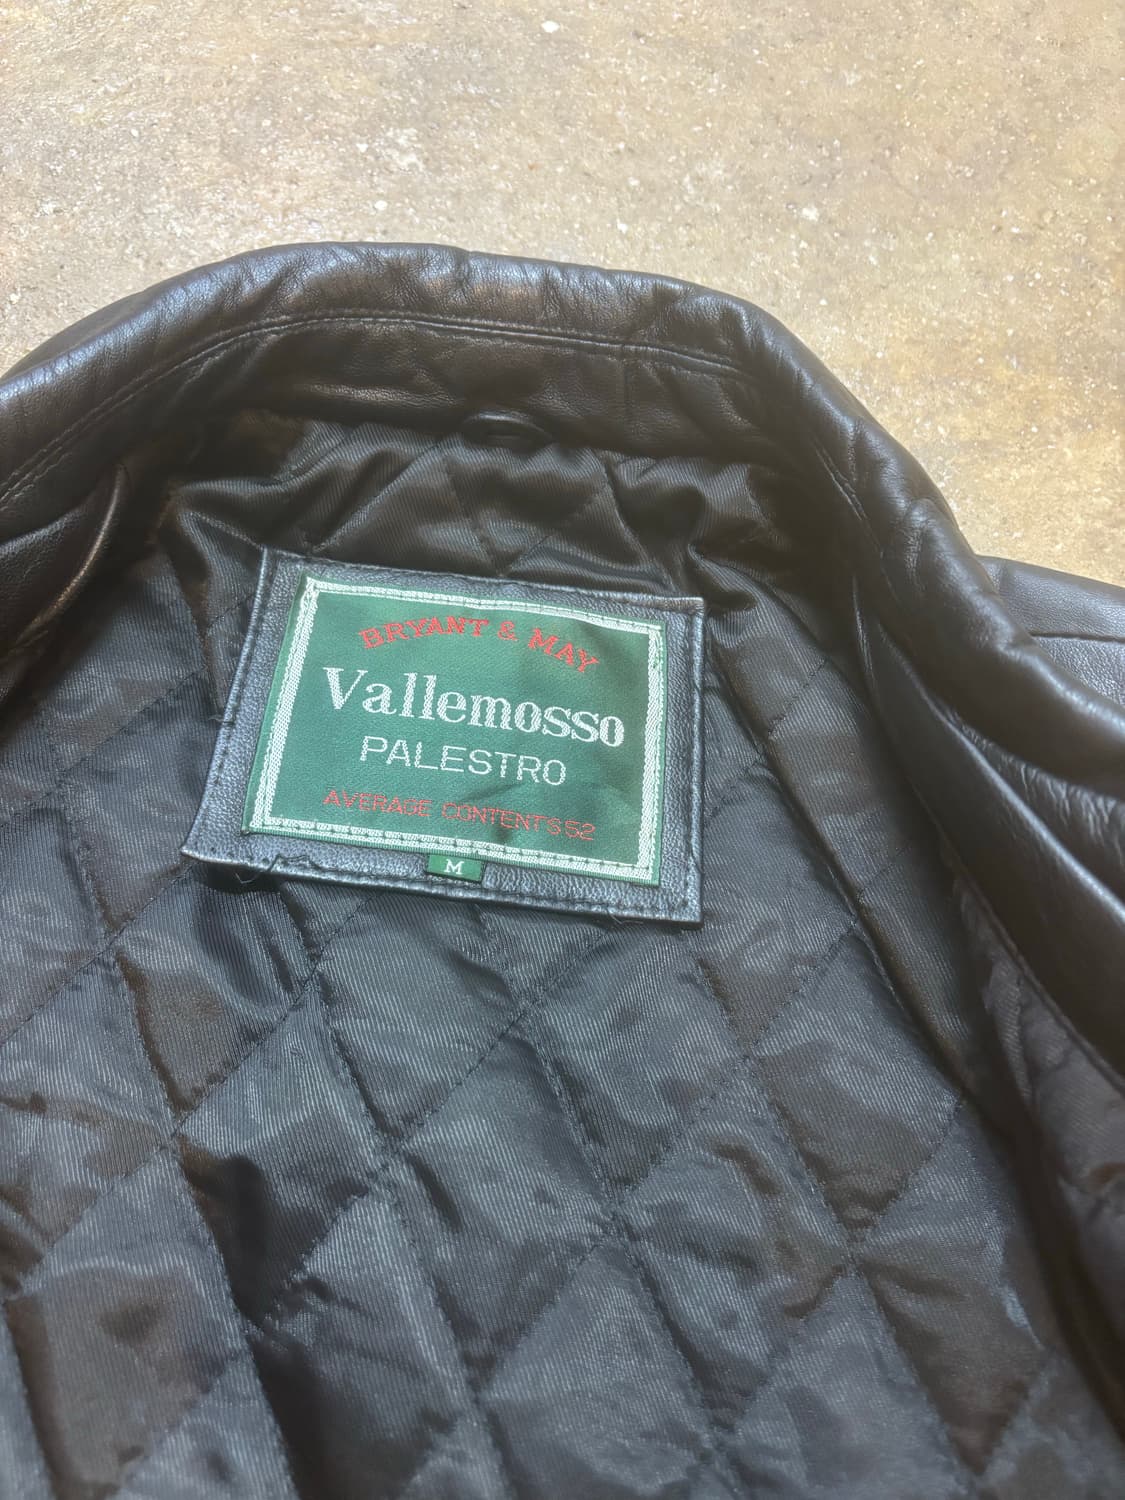 BRYANT & MAY
Vallemosso
PALESTRO
AVERAGE CONTENTS 52
M